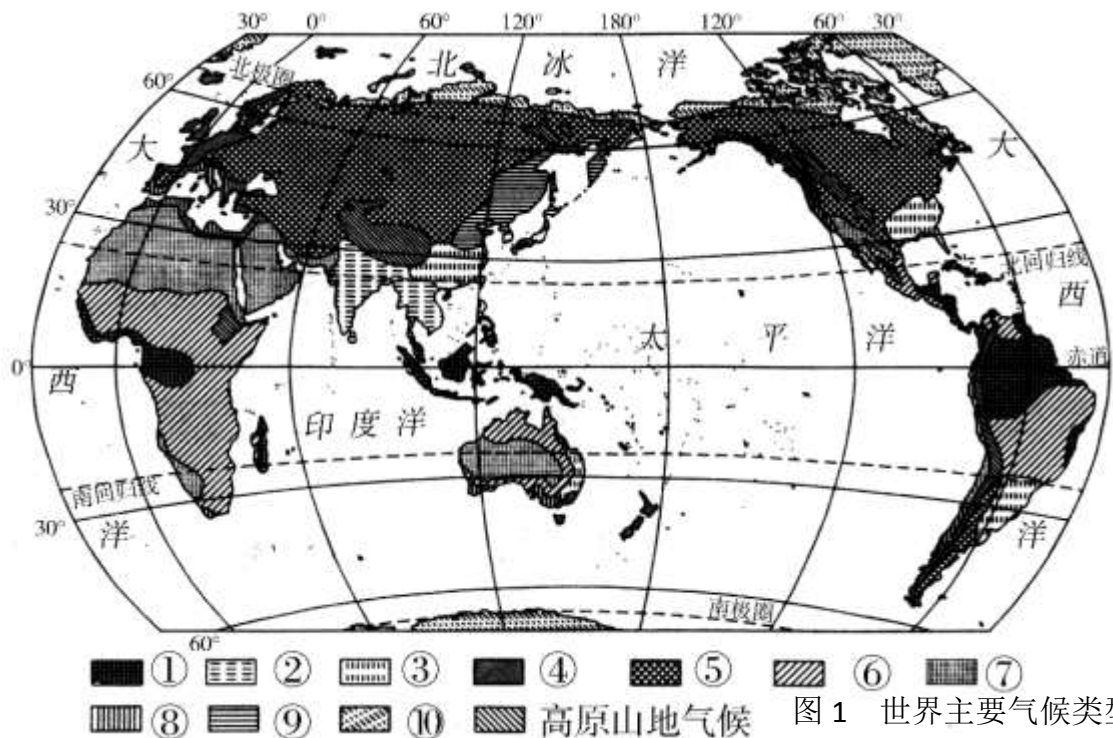 30° 0° 60° 120° 180° 120° 60° 30°
北 冰 洋
北极圈
60°
大
大
30°
北回归线
西
太 平 洋
0°
赤道
西
印 度 洋
南回归线
30°
洋
洋
南极圈
60°
① ② ③ ④ ⑤ ⑥ ⑦
⑧ ⑨ ⑩ 高原山地气候
图 1 世界主要气候类型